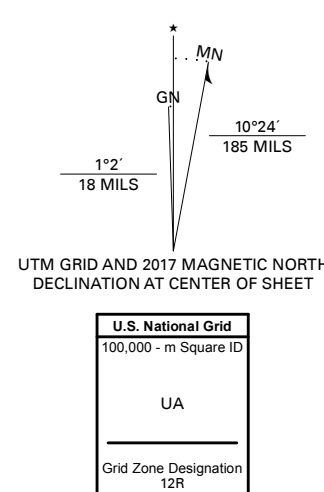 ★
MN
GN
10°24´
185 MILS
1°2´
18 MILS
UTM GRID AND 2017 MAGNETIC NORTH
DECLINATION AT CENTER OF SHEET
U.S. National Grid
100,000 - m Square ID
UA
Grid Zone Designation
12R